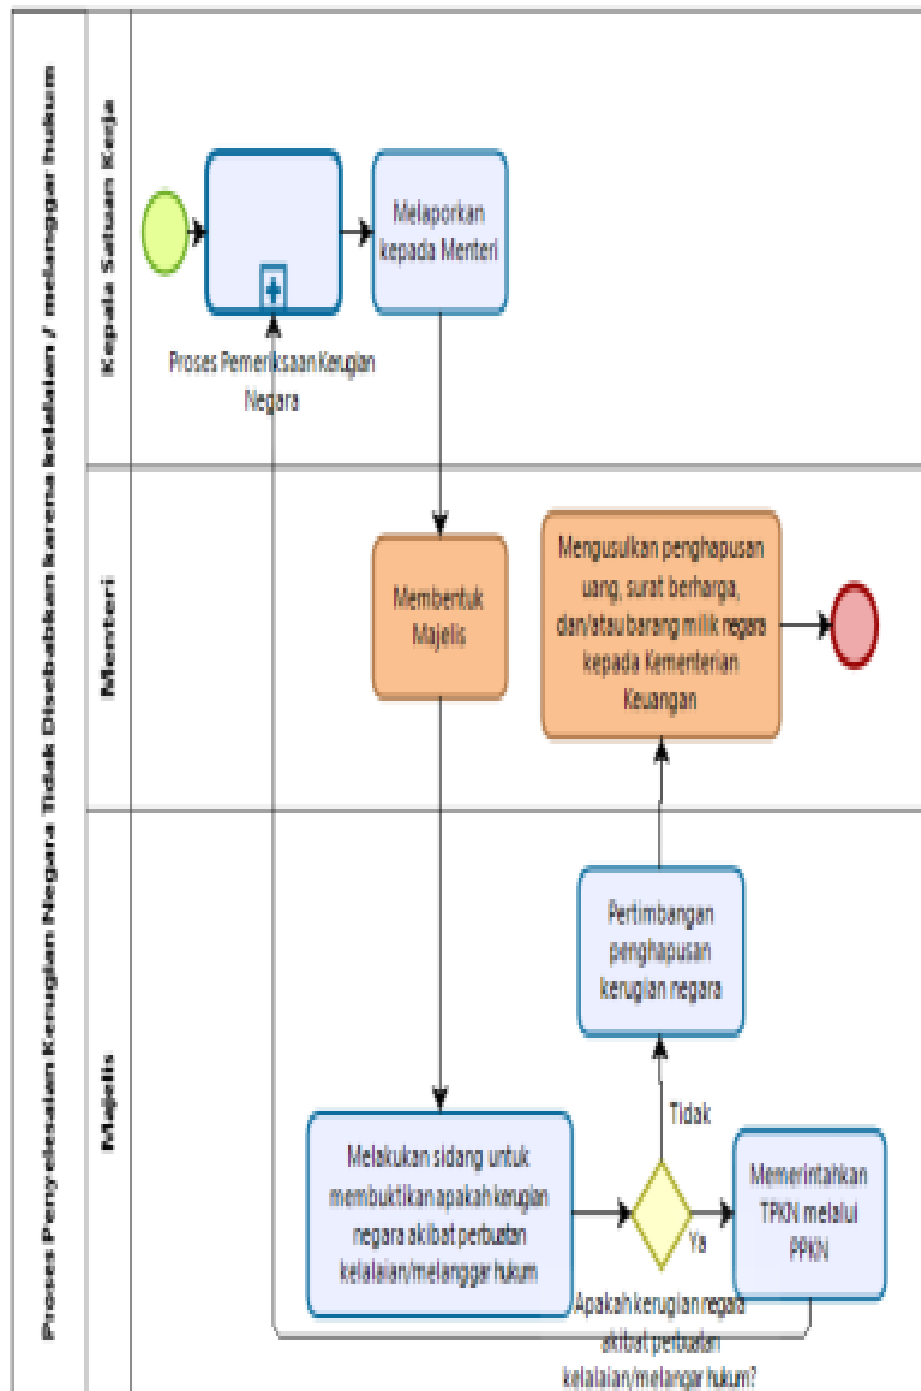 Proses Penyelesaian Kerugian Negara Tidak Disebabkan karena kelalaian / melanggar hukum
Kepala Satuan Kerja
Melaporkan
kepada Menteri
Proses Pemeriksaan Kerugian
Negara
Menteri
Membentuk
Majelis
Mengusulkan penghapusan
uang, surat berharga,
dan/atau barang milik negara
kepada Kementerian
Keuangan
Majelis
Pertimbangan
penghapusan
kerugian negara
Tidak
Melakukan sidang untuk
membuktikan apakah kerugian
negara akibat perbuatan
kelalaian/melanggar hukum
Ya
Memerintahkan
TPKN melalui
PPKN
Apakah kerugian negara
akibat perbuatan
kelalaian/melangar hukum?